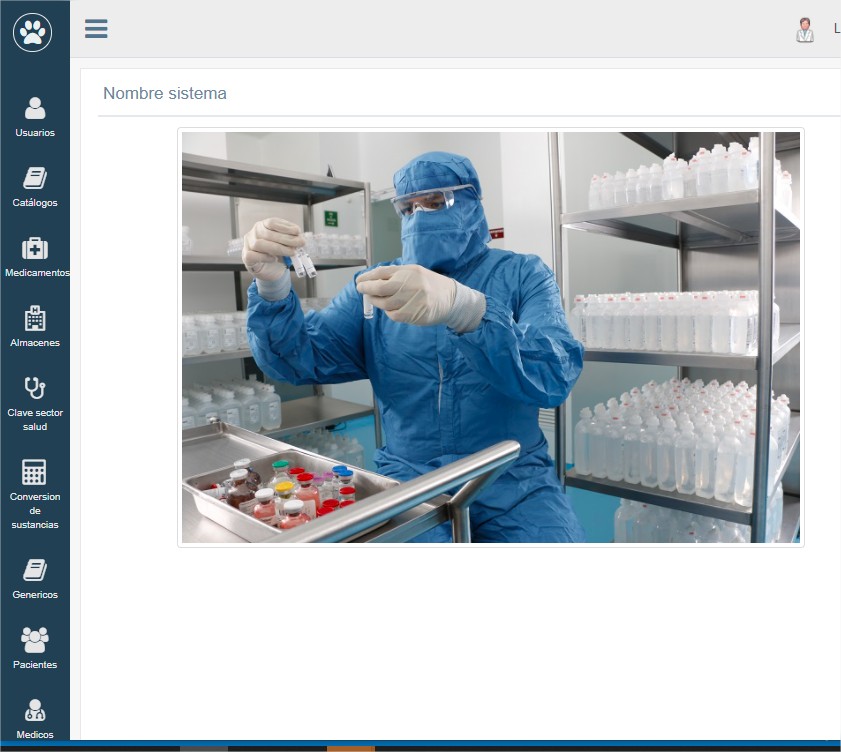 L
Nombre sistema
Usuarios
Catálogos
Medicamentos
Almacenes
Clave sector
salud
Conversion
de
sustancias
Genericos
Pacientes
Medicos